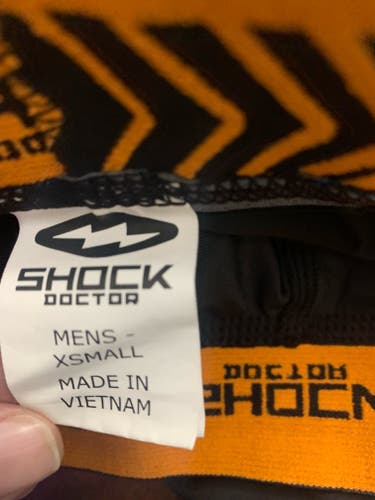 SHOCK
DOCTOR
MENS -
XSMALL
MADE IN
VIETNAM
DOCTOR
SHOCK